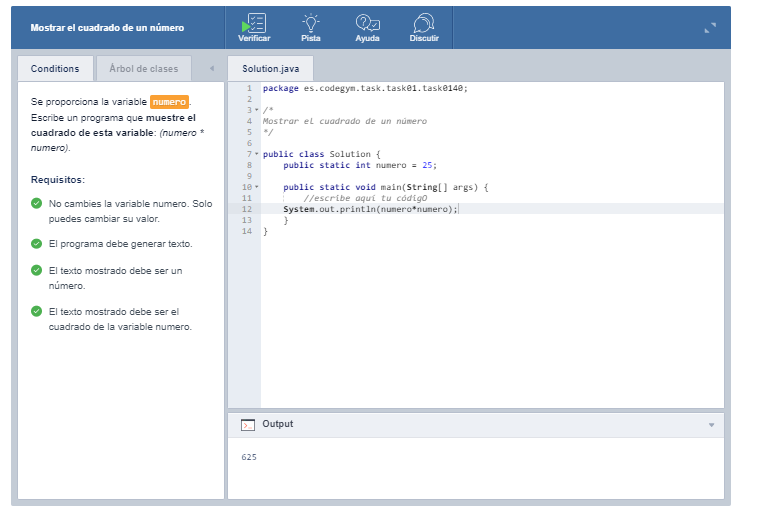 Mostrar el cuadrado de un número
Verificar
Pista
Ayuda
Discutir
Conditions
Árbol de clases
Se proporciona la variable numero.
Escribe un programa que muestre el
cuadrado de esta variable: (numero *
numero).
Requisitos:
No cambies la variable numero. Solo
puedes cambiar su valor.
El programa debe generar texto.
El texto mostrado debe ser un
número.
El texto mostrado debe ser el
cuadrado de la variable numero.
Solution.java
1 package es.codegym.task.task01.task0140;
2
3 /*
4 Mostrar el cuadrado de un número
5 */
6
7 public class Solution {
8 public static int numero = 25;
9
10 public static void main(String[] args) {
11 //escribe aquí tu códigO
12 System.out.println(numero*numero);
13 }
14 }
Output
625